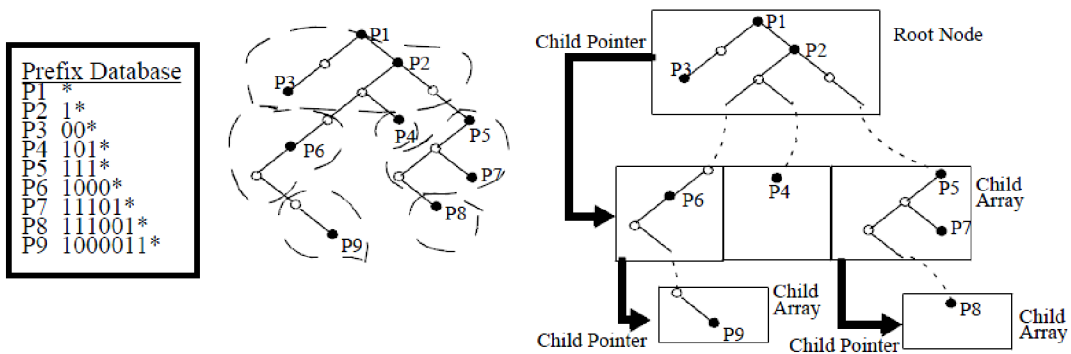 Prefix Database
P1 *
P2 1*
P3 00*
P4 101*
P5 111*
P6 1000*
P7 11101*
P8 111001*
P9 1000011*
P1
P2
P3
P4
P5
P6
P7
P8
P9
Child Pointer
Root Node
P1
P2
P3
P4
P5
P6
P7
Child
Array
Child Pointer
P9
Child
Array
Child Pointer
P8
Child
Array